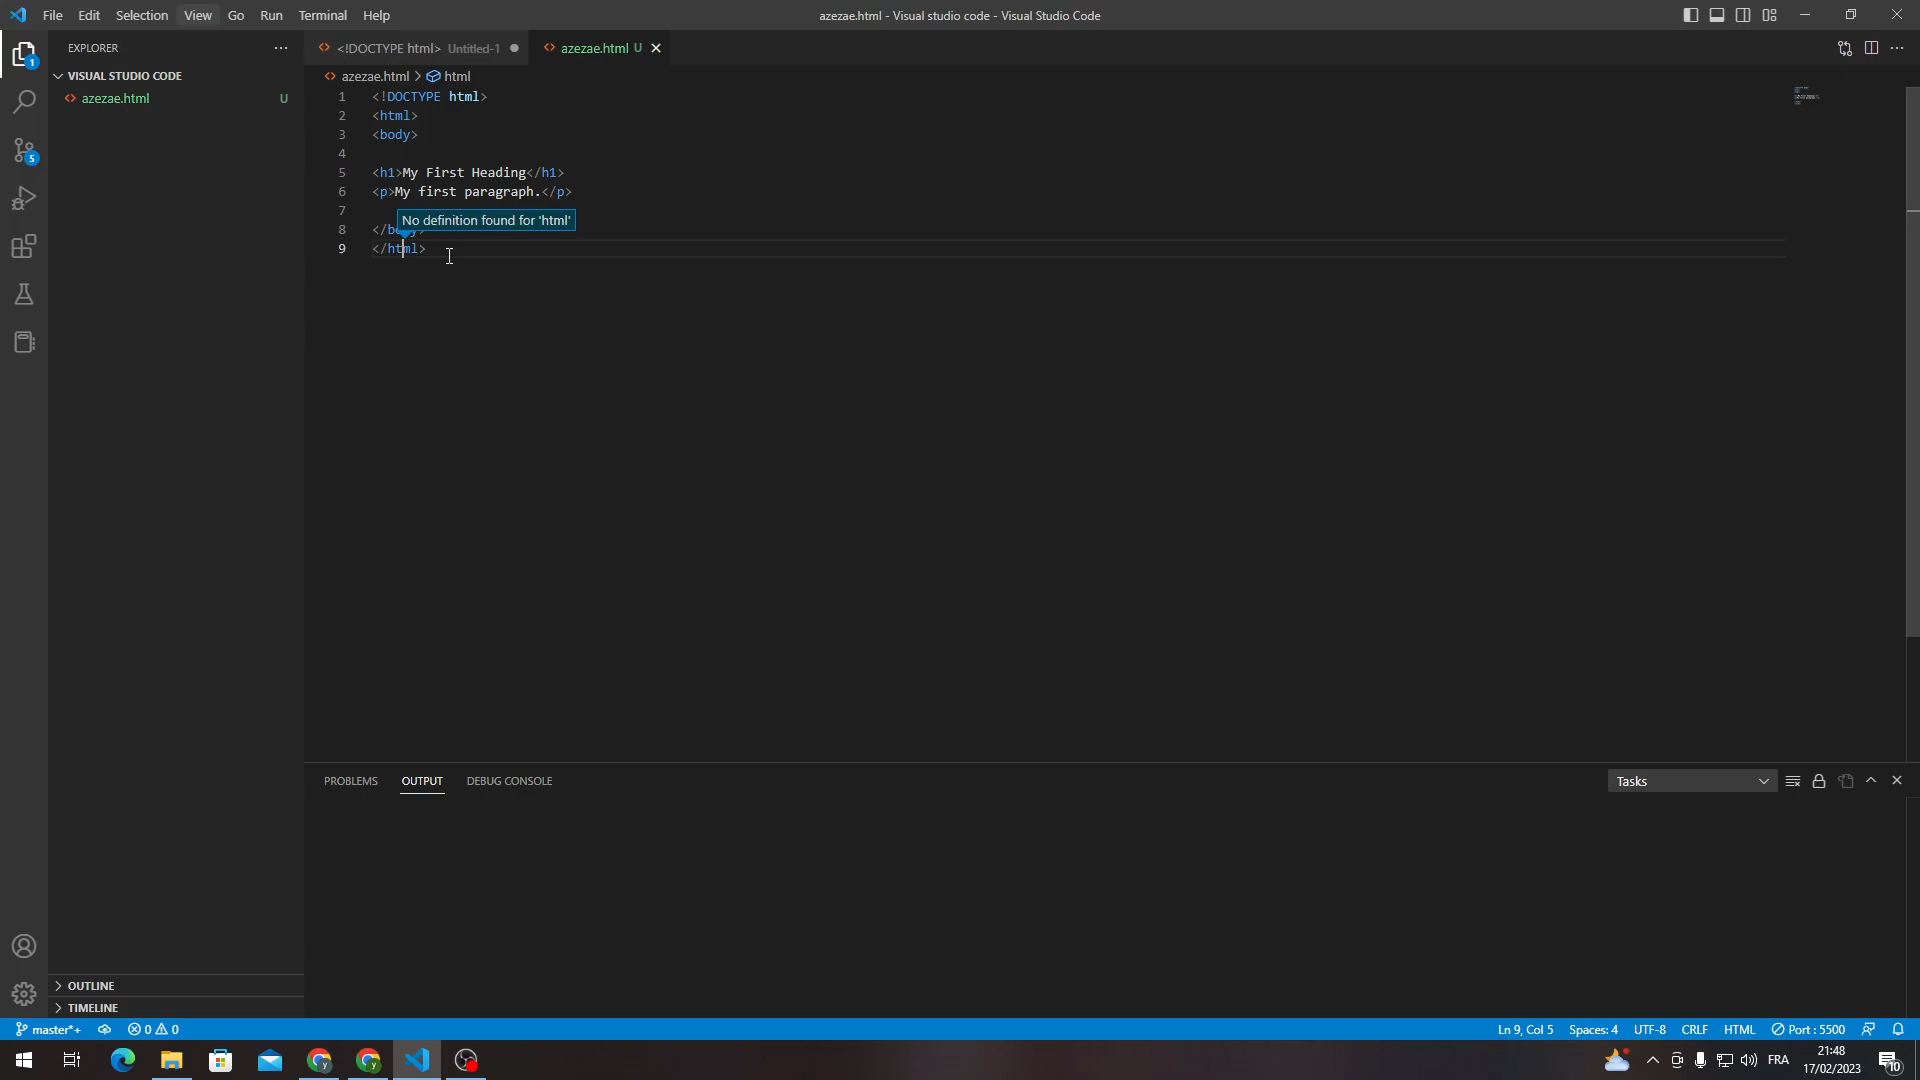 File Edit Selection View Go Run Terminal Help
azezae.html - Visual studio code - Visual Studio Code
EXPLORER
VISUAL STUDIO CODE
azezae.html U
1
5
<!DOCTYPE html> Untitled-1
azezae.html U
azezae.html > html
1 <!DOCTYPE html>
2 <html>
3 <body>
4
5 <h1>My First Heading</h1>
6 <p>My first paragraph.</p>
7
No definition found for 'html'
8 </body>
9 </html>
PROBLEMS OUTPUT DEBUG CONSOLE
Tasks
OUTLINE
TIMELINE
master*+ 0 0
Ln 9, Col 5 Spaces: 4 UTF-8 CRLF HTML Port : 5500
FRA
21:48
17/02/2023
10